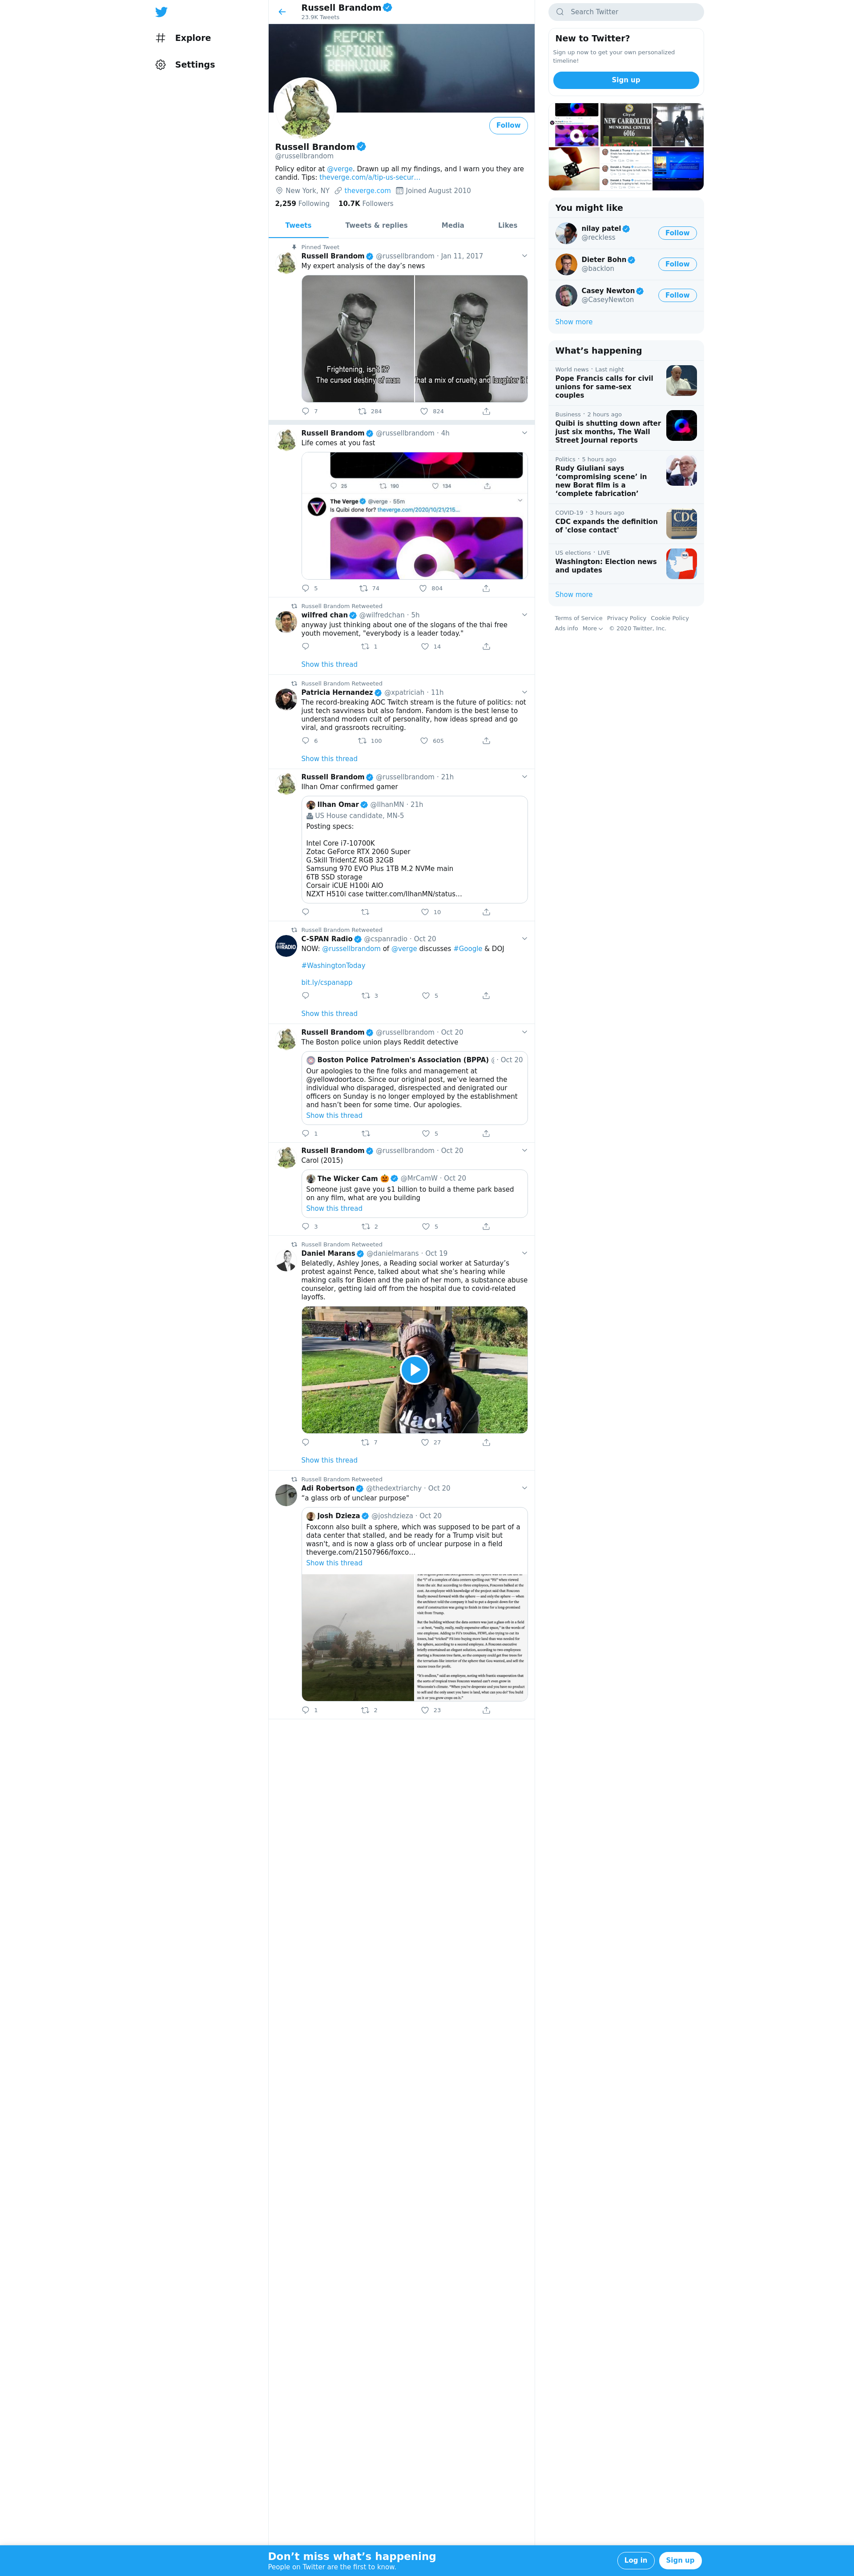 Explore
Settings
Russell Brandom
23.9K Tweets
REPORT
SUSPICIOUS
BEHAVIOUR
Follow
Russell Brandom
@russellbrandom
Policy editor at @verge. Drawn up all my findings, and I warn you they are
candid. Tips: theverge.com/a/tip-us-secur…
New York, NY theverge.com Joined August 2010
2,259 Following 10.7K Followers
Tweets Tweets & replies Media Likes
Pinned Tweet
Russell Brandom @russellbrandom · Jan 11, 2017
My expert analysis of the day’s news
Frightening, isn't it?
The cursed destiny of man
that a mix of cruelty and laughter it i
7 284 824
Russell Brandom @russellbrandom · 4h
Life comes at you fast
25 190 134
The Verge @verge · 55m
Is Quibi done for? theverge.com/2020/10/21/215...
5 74 804
Russell Brandom Retweeted
wilfred chan @wilfredchan · 5h
anyway just thinking about one of the slogans of the thai free
youth movement, "everybody is a leader today."
1 14
Show this thread
Russell Brandom Retweeted
Patricia Hernandez @xpatriciah · 11h
The record-breaking AOC Twitch stream is the future of politics: not
just tech savviness but also fandom. Fandom is the best lense to
understand modern cult of personality, how ideas spread and go
viral, and grassroots recruiting.
6 100 605
Show this thread
Russell Brandom @russellbrandom · 21h
Ilhan Omar confirmed gamer
Ilhan Omar @IlhanMN · 21h
US House candidate, MN-5
Posting specs:
Intel Core i7-10700K
Zotac GeForce RTX 2060 Super
G.Skill TridentZ RGB 32GB
Samsung 970 EVO Plus 1TB M.2 NVMe main
6TB SSD storage
Corsair iCUE H100i AIO
NZXT H510i case twitter.com/IlhanMN/status…
10
Russell Brandom Retweeted
C-SPAN Radio @cspanradio · Oct 20
NOW: @russellbrandom of @verge discusses #Google & DOJ
#WashingtonToday
bit.ly/cspanapp
3 5
Show this thread
Russell Brandom @russellbrandom · Oct 20
The Boston police union plays Reddit detective
Boston Police Patrolmen's Association (BPPA) · Oct 20
Our apologies to the fine folks and management at
@yellowdoortaco. Since our original post, we’ve learned the
individual who disparaged, disrespected and denigrated our
officers on Sunday is no longer employed by the establishment
and hasn’t been for some time. Our apologies.
Show this thread
1 5
Russell Brandom @russellbrandom · Oct 20
Carol (2015)
The Wicker Cam 🎃 @MrCamW · Oct 20
Someone just gave you $1 billion to build a theme park based
on any film, what are you building
Show this thread
3 2 5
Russell Brandom Retweeted
Daniel Marans @danielmarans · Oct 19
Belatedly, Ashley Jones, a Reading social worker at Saturday’s
protest against Pence, talked about what she’s hearing while
making calls for Biden and the pain of her mom, a substance abuse
counselor, getting laid off from the hospital due to covid-related
layoffs.
7 27
Show this thread
Russell Brandom Retweeted
Adi Robertson @thedextriarchy · Oct 20
"a glass orb of unclear purpose"
Josh Dzieza @joshdzieza · Oct 20
Foxconn also built a sphere, which was supposed to be part of a
data center that stalled, and be ready for a Trump visit but
wasn’t, and is now a glass orb of unclear purpose in a field
theverge.com/21507966/foxco…
Show this thread
1 2 23
Search Twitter
New to Twitter?
Sign up now to get your own personalized
timeline!
Sign up
City of
NEW CARROLLTON
MUNICIPAL CENTER
6016
You might like
nilay patel
@reckless
Follow
Dieter Bohn
@backlon
Follow
Casey Newton
@CaseyNewton
Follow
Show more
What’s happening
World news · Last night
Pope Francis calls for civil
unions for same-sex
couples
Business · 2 hours ago
Quibi is shutting down after
just six months, The Wall
Street Journal reports
Politics · 5 hours ago
Rudy Giuliani says
‘compromising scene’ in
new Borat film is a
‘complete fabrication’
COVID-19 · 3 hours ago
CDC expands the definition
of 'close contact'
CDC
US elections · LIVE
Washington: Election news
and updates
Show more
Terms of Service Privacy Policy Cookie Policy
Ads info More © 2020 Twitter, Inc.
Don’t miss what’s happening
People on Twitter are the first to know.
Log in
Sign up